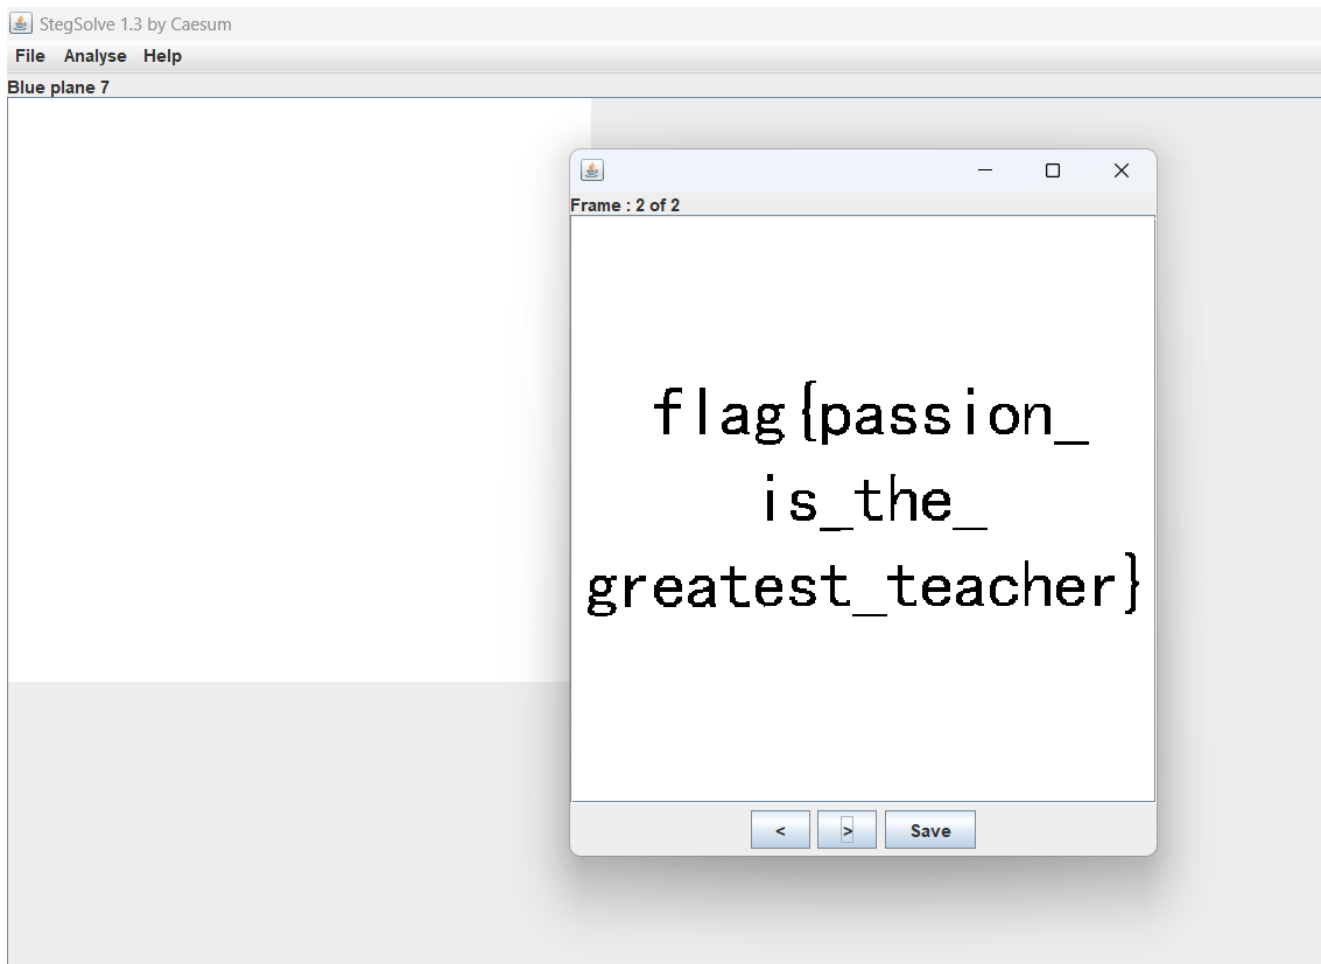 StegSolve 1.3 by Caesum
File Analyse Help
Blue plane 7
Frame : 2 of 2
flag{passion_
is_the_
greatest_teacher}
< > Save